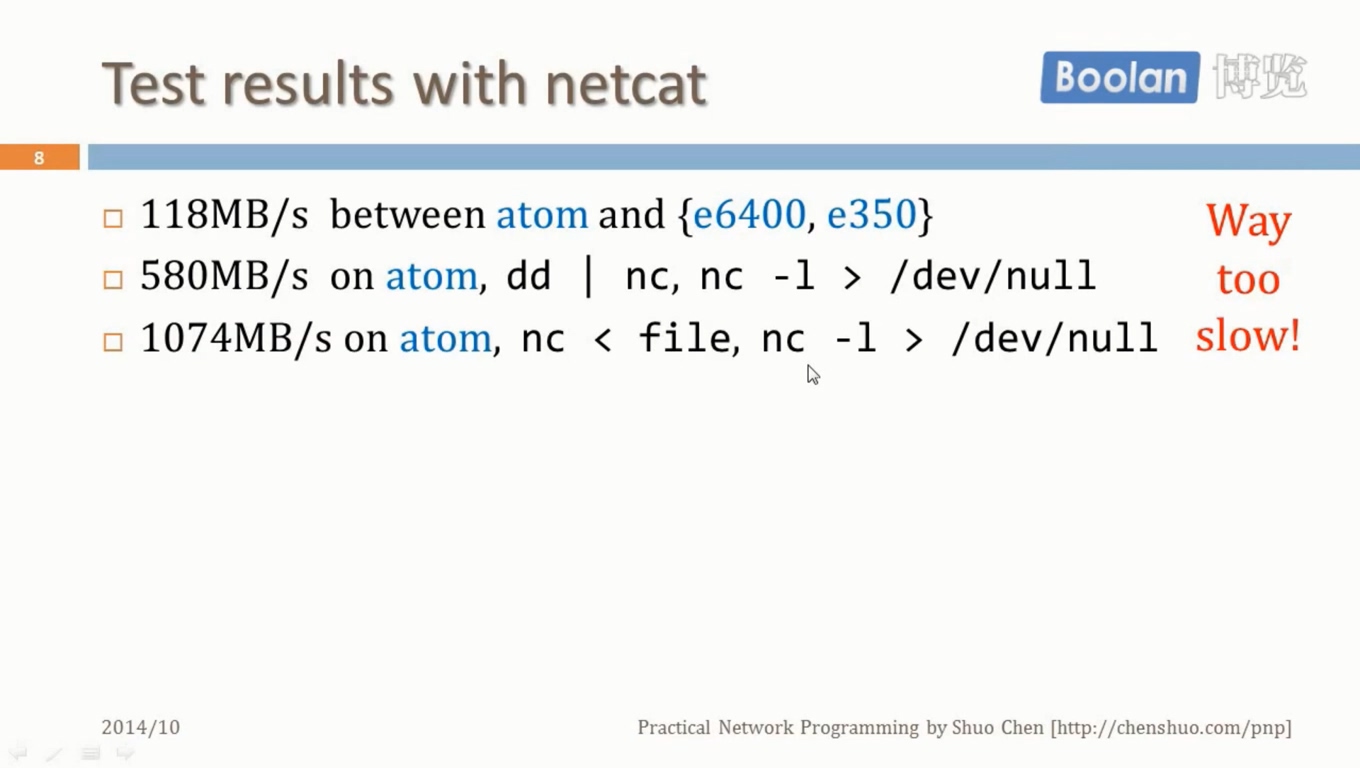 Test results with netcat
Boolan 博览
8
118MB/s between atom and {e6400, e350}
580MB/s on atom, dd | nc, nc -l > /dev/null
1074MB/s on atom, nc < file, nc -l > /dev/null
Way
too
slow!
2014/10
Practical Network Programming by Shuo Chen [http://chenshuo.com/pnp]